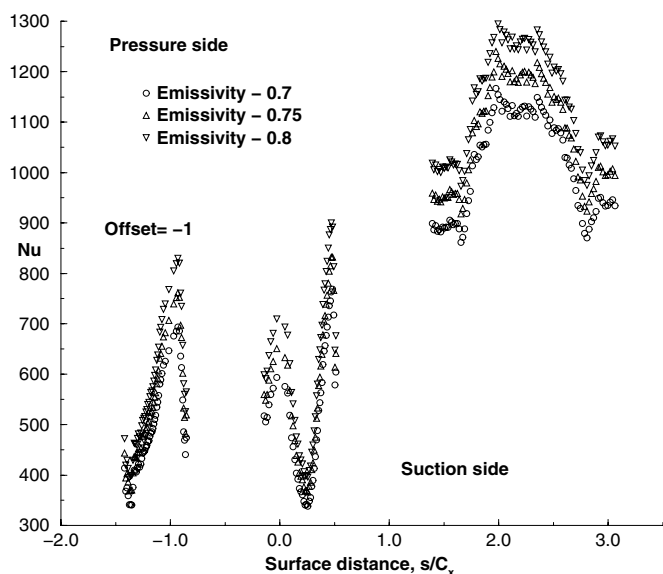 1300
Pressure side
1200
Emissivity − 0.7
Emissivity − 0.75
1100
Emissivity − 0.8
1000
900
Offset= −1
Nu
800
700
600
500
400
Suction side
300
−2.0 −1.0 0.0 1.0 2.0 3.0
Surface distance, s/Cx